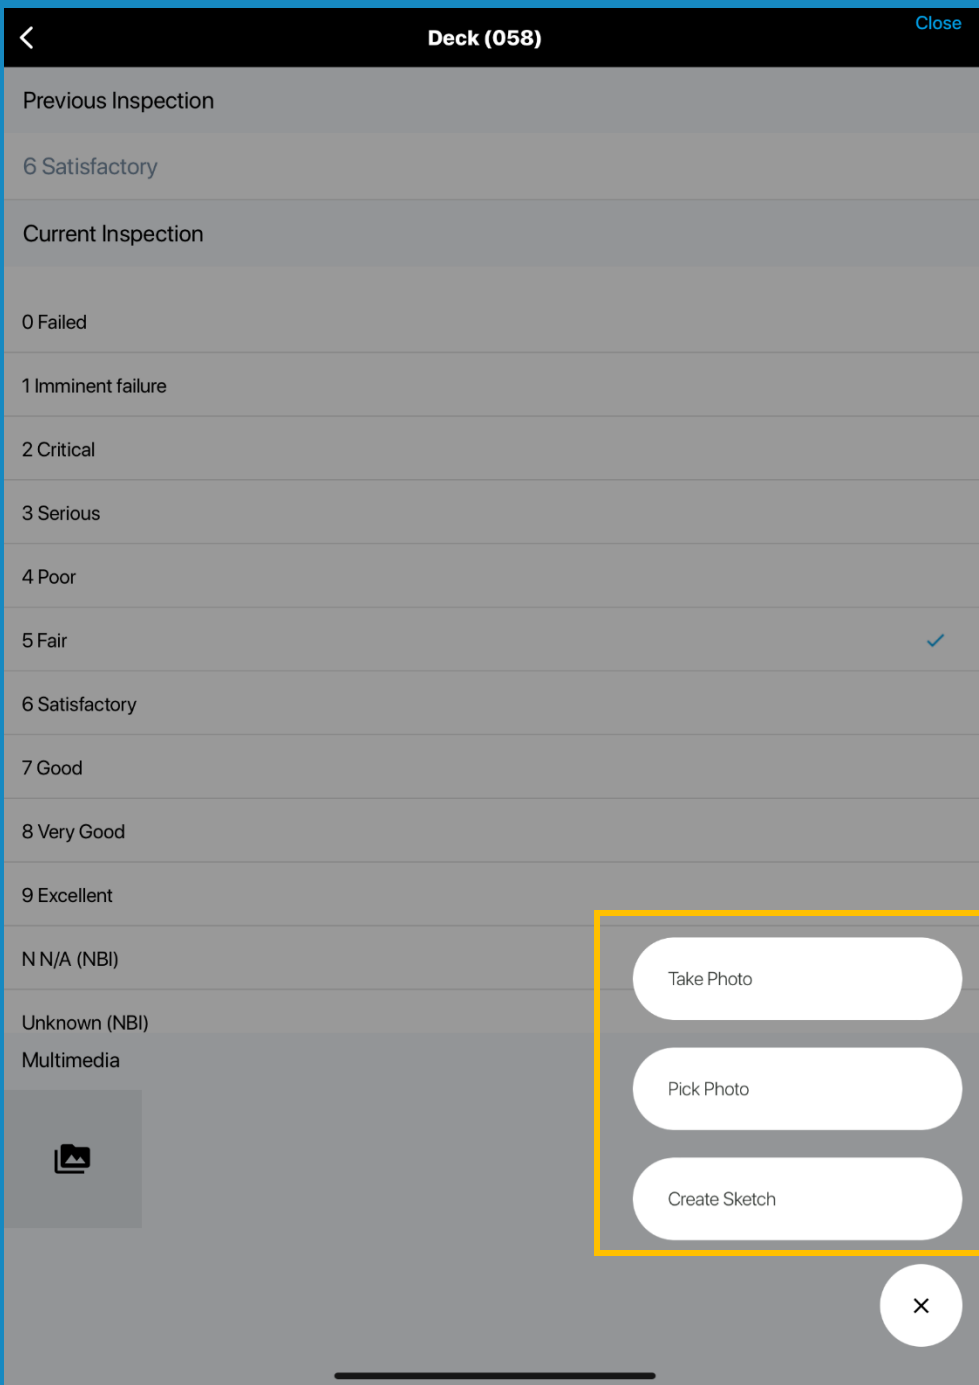 Deck (058)
Close
Previous Inspection
6 Satisfactory
Current Inspection
0 Failed
1 Imminent failure
2 Critical
3 Serious
4 Poor
5 Fair
6 Satisfactory
7 Good
8 Very Good
9 Excellent
N N/A (NBI)
Unknown (NBI)
Multimedia
Take Photo
Pick Photo
Create Sketch